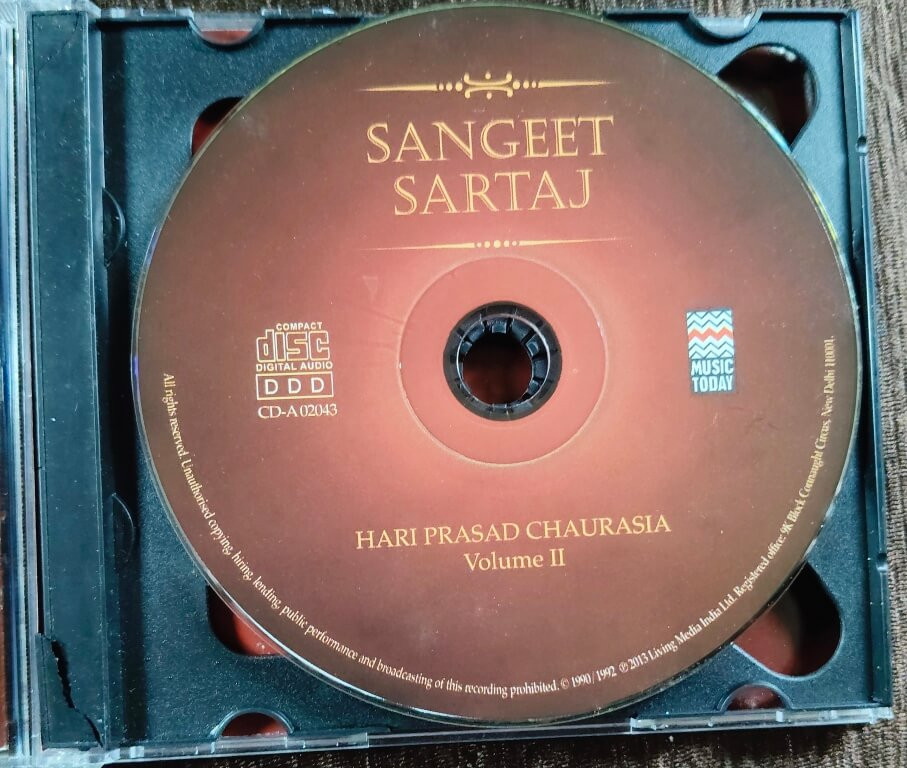 SANGEET
SARTAJ
COMPACT
disc
DIGITAL AUDIO
DDD
CD-A 02043
MUSIC
TODAY
HARI PRASAD CHAURASIA
Volume II
All rights reserved. Unauthorised copying, hiring, lending, public performance and broadcasting of this recording prohibited. © 1990 / 1992 ℗ 2013 Living Media India Ltd. Registered office: 9K Block Connaught Circus, New Delhi 110001.